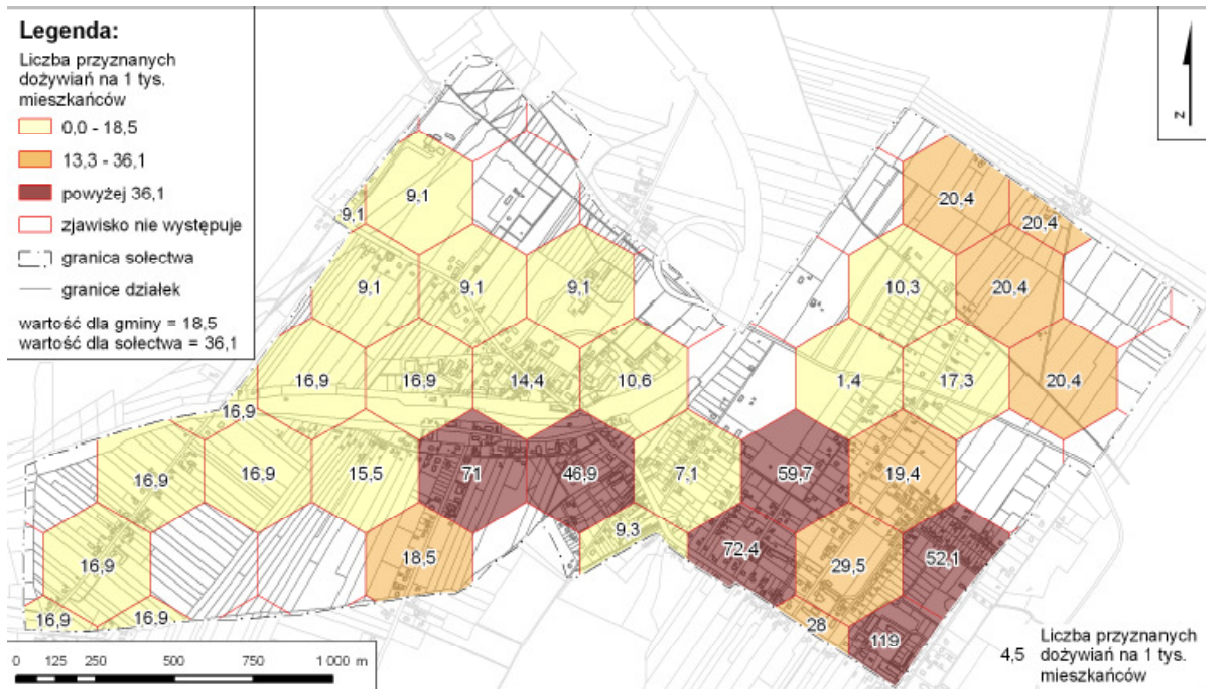 Legenda:
Liczba przyznanych
dożywiań na 1 tys.
mieszkańców
0,0 - 18,5
13,3 - 36,1
powyżej 36,1
zjawisko nie występuje
granica sołectwa
granice działek
wartość dla gminy = 18,5
wartość dla sołectwa = 36,1
N
9,1
9,1
20,4
20,4
9,1
9,1
9,1
10,3
20,4
16,9
16,9
14,4
10,6
1,4
17,3
20,4
16,9
16,9
16,9
15,5
71
46,9
7,1
59,7
19,4
16,9
18,5
9,3
72,4
29,5
52,1
16,9
16,9
28
119
0 125 250 500 750 1 000 m
4,5
Liczba przyznanych
dożywiań na 1 tys.
mieszkańców